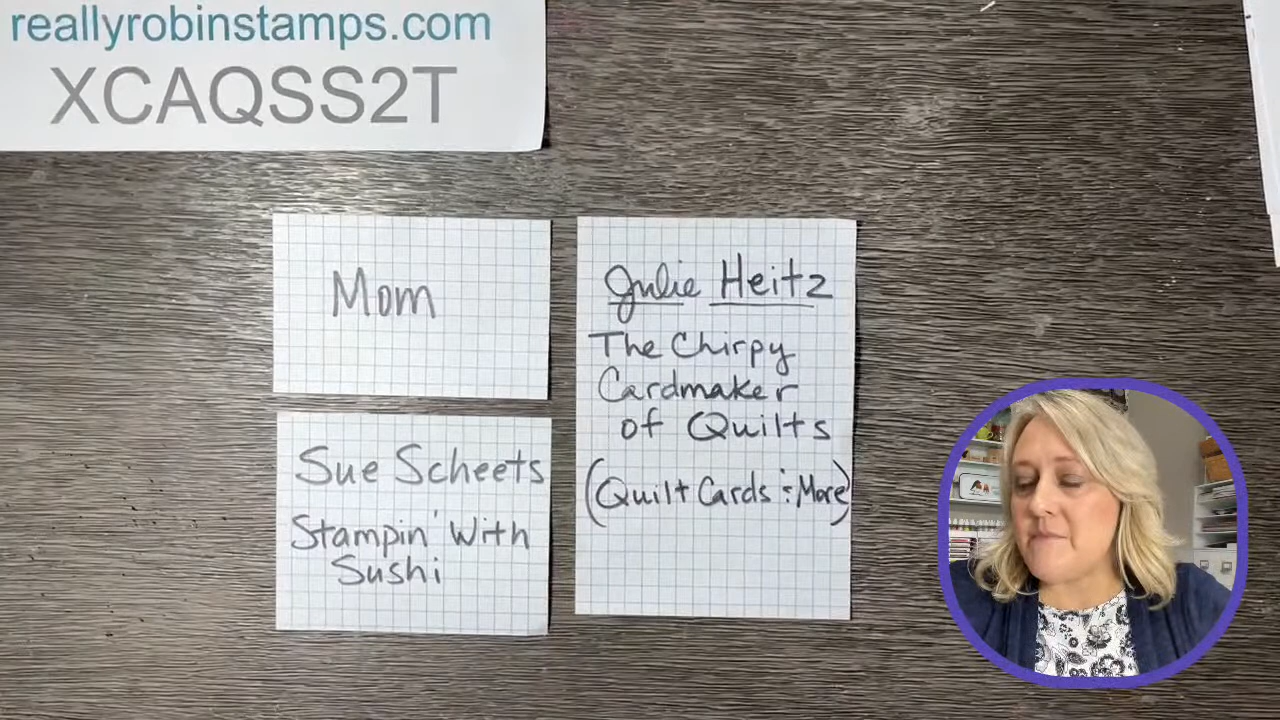 reallyrobinstamps.com
XCAQSS2T
Mom
Sue Scheets
Stampin' With
Sushi
Julie Heitz
The Chirpy
Cardmaker
of Quilts
(Quilt Cards & More)